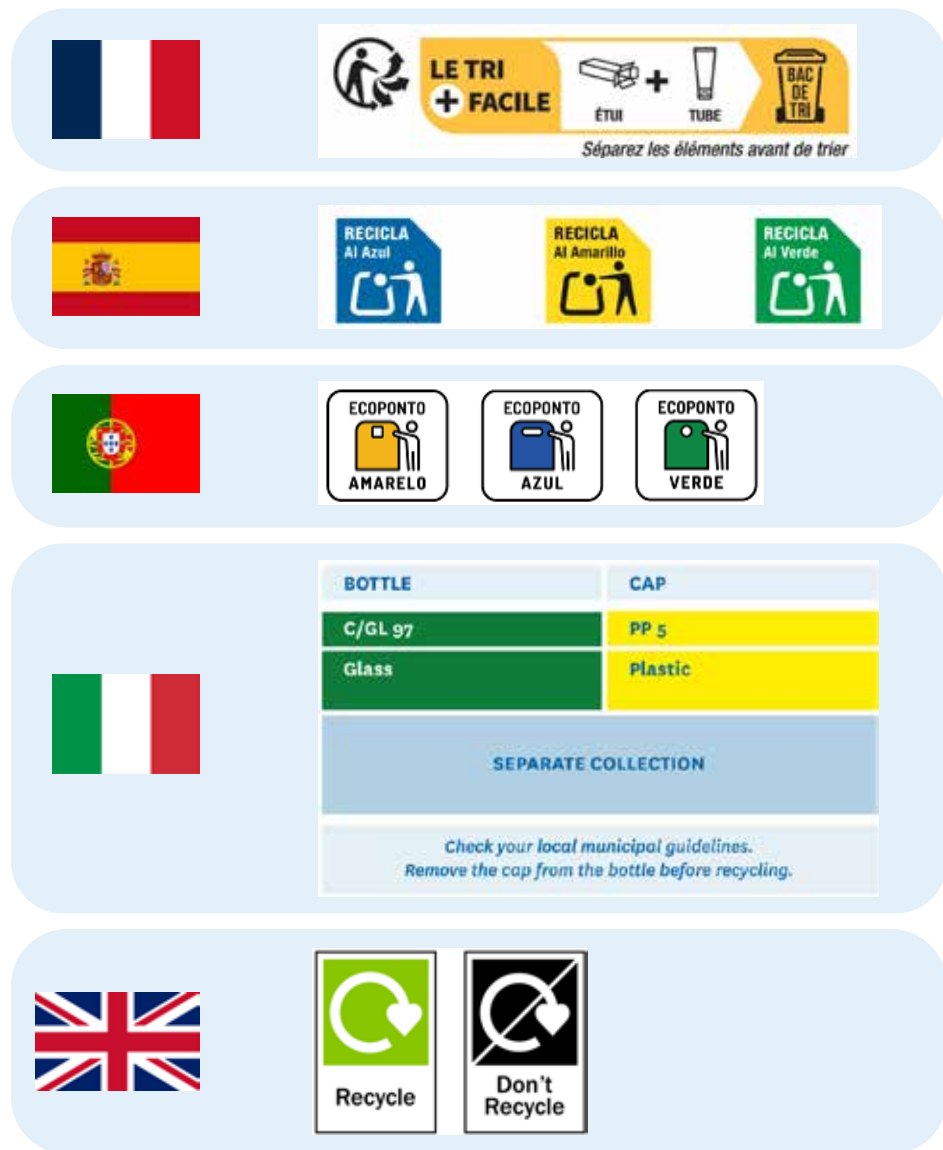 LE TRI
+ FACILE
ÉTUI + TUBE
BAC
DE
TRI
Séparez les éléments avant de trier
RECICLA
Al Azul
RECICLA
Al Amarillo
RECICLA
Al Verde
ECOPONTO
AMARELO
ECOPONTO
AZUL
ECOPONTO
VERDE
BOTTLE CAP
C/GL 97 PP 5
Glass Plastic
SEPARATE COLLECTION
Check your local municipal guidelines.
Remove the cap from the bottle before recycling.
Recycle
Don't
Recycle